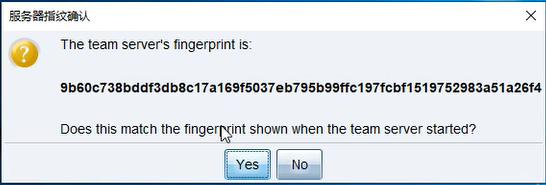 服务器指纹确认
The team server's fingerprint is:
9b60c738bddf3db8c17a169f5037eb795b99ffc197fcbf1519752983a51a26f4
Does this match the fingerprint shown when the team server started?
Yes
No